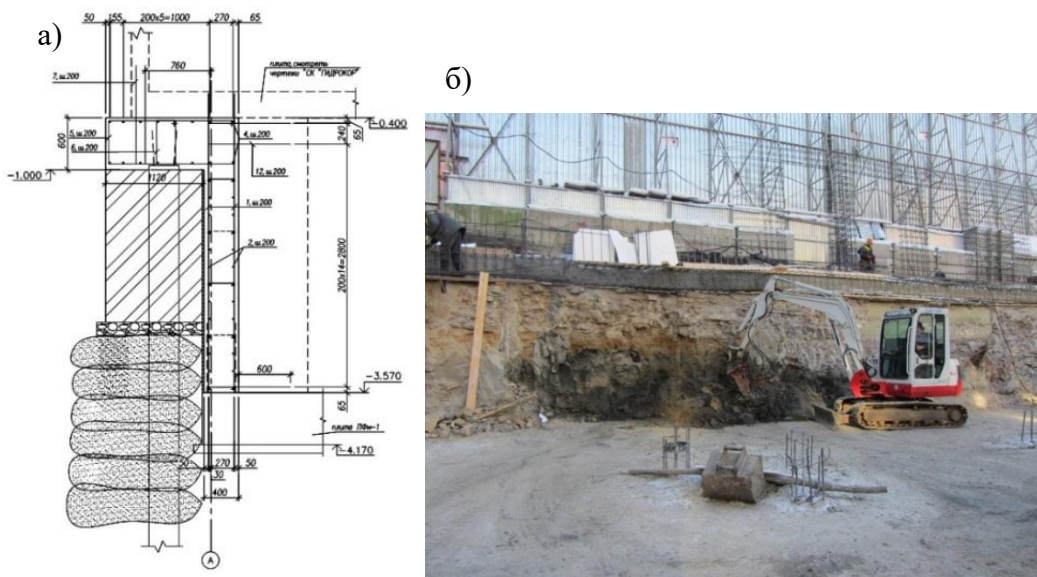 а)
50 155 200x5=1000 270 65
760
плита, смотреть
чертежи "СК "ГИДРОКОР"
7, ш.200
600
5, ш.200
6, ш.200
4, ш.200
240
65
-0.400
-1.000
1120
12, ш.200
1, ш.200
2, ш.200
200x14=2800
600
-3.570
65
плита ПФм-1
-4.170
270 50
30
400
А
б)